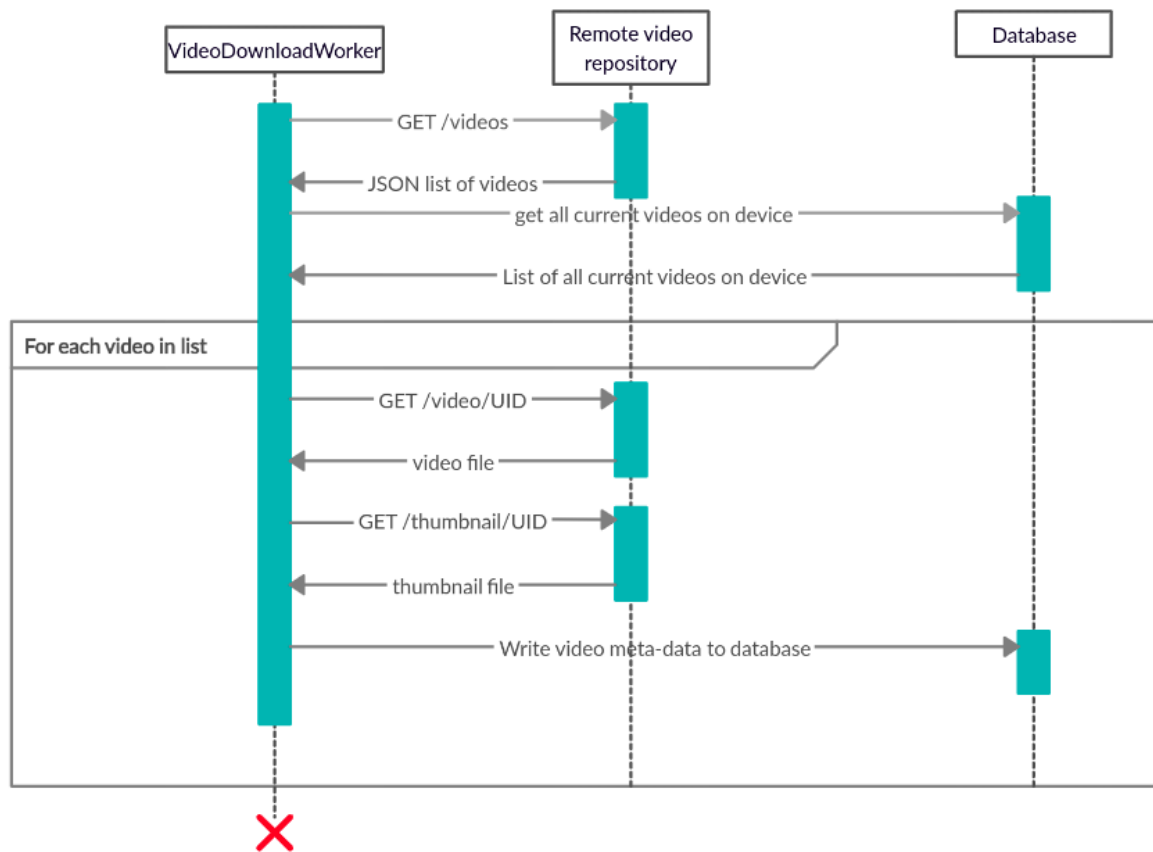 VideoDownloadWorker
Remote video
repository
Database
GET /videos
JSON list of videos
get all current videos on device
List of all current videos on device
For each video in list
GET /video/UID
video file
GET /thumbnail/UID
thumbnail file
Write video meta-data to database